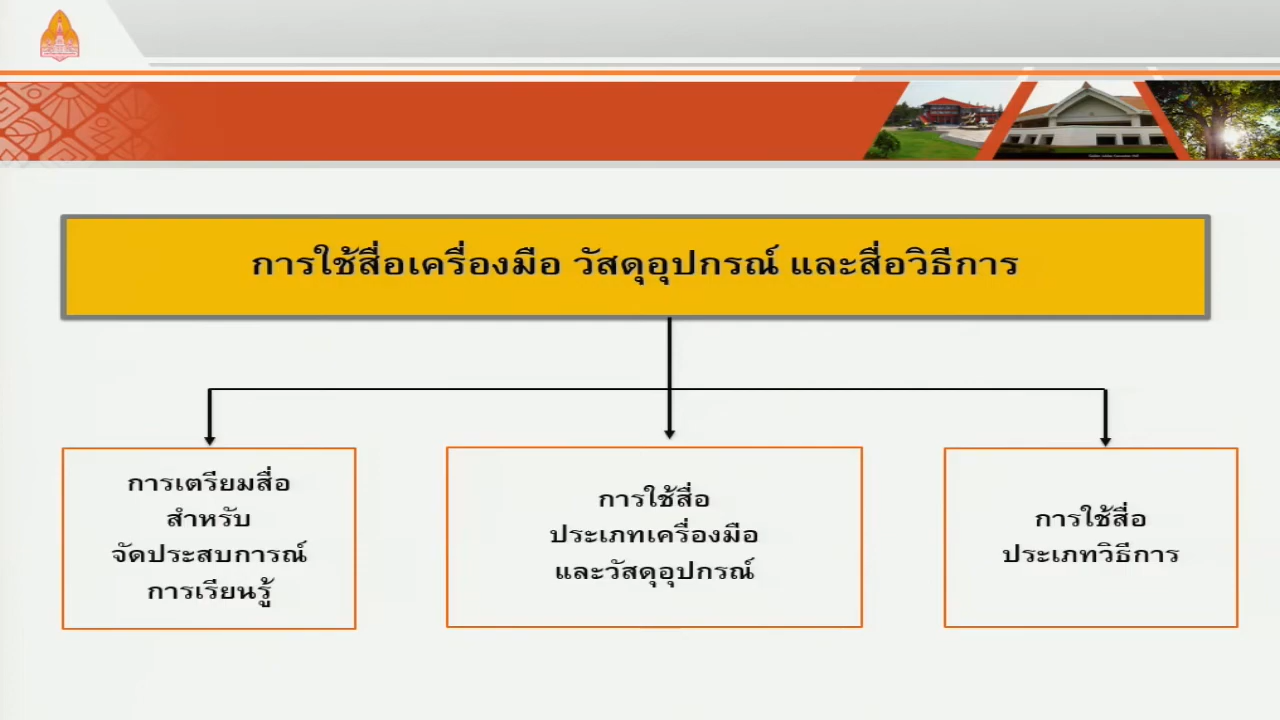 การใช้สื่อเครื่องมือ วัสดุอุปกรณ์ และสื่อวิธีการ
การเตรียมสื่อ
สำหรับ
จัดประสบการณ์
การเรียนรู้
การใช้สื่อ
ประเภทเครื่องมือ
และวัสดุอุปกรณ์
การใช้สื่อ
ประเภทวิธีการ